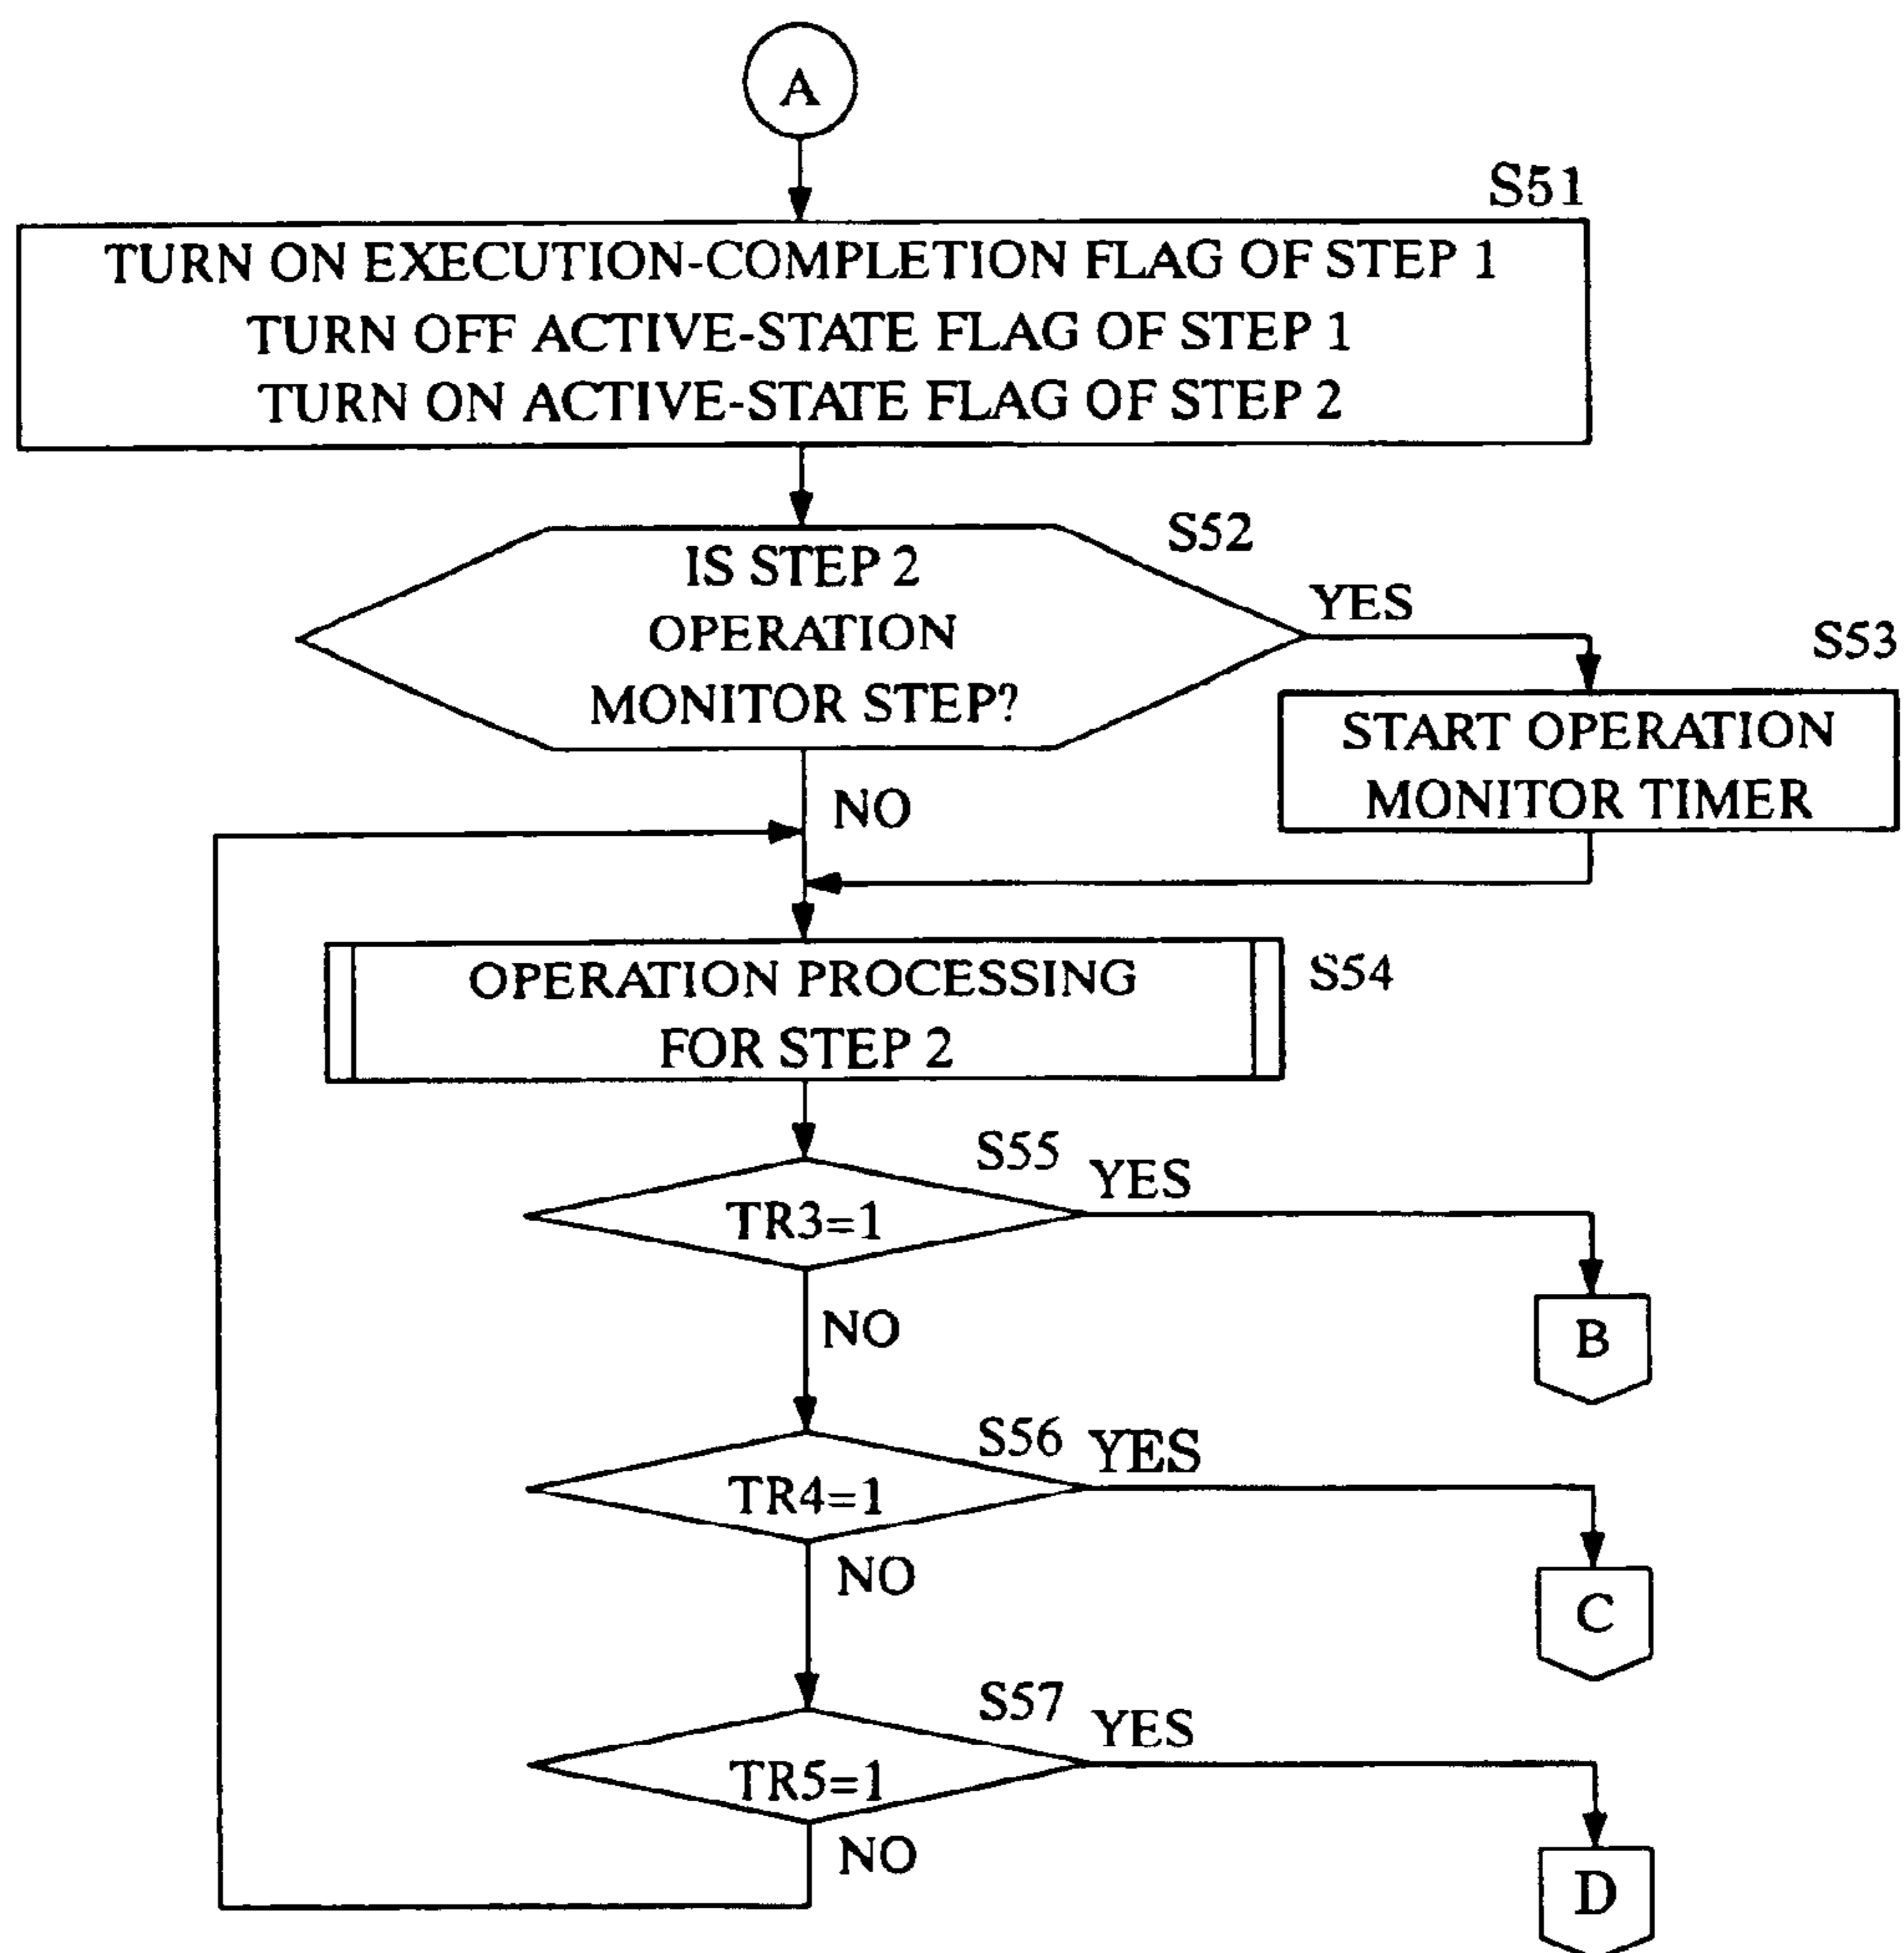 A
S51
TURN ON EXECUTION-COMPLETION FLAG OF STEP 1
TURN OFF ACTIVE-STATE FLAG OF STEP 1
TURN ON ACTIVE-STATE FLAG OF STEP 2
S52
IS STEP 2
OPERATION
MONITOR STEP?
YES
S53
START OPERATION
MONITOR TIMER
NO
OPERATION PROCESSING
FOR STEP 2
S54
S55
YES
TR3=1
B
NO
S56
YES
TR4=1
C
NO
S57
YES
TR5=1
D
NO